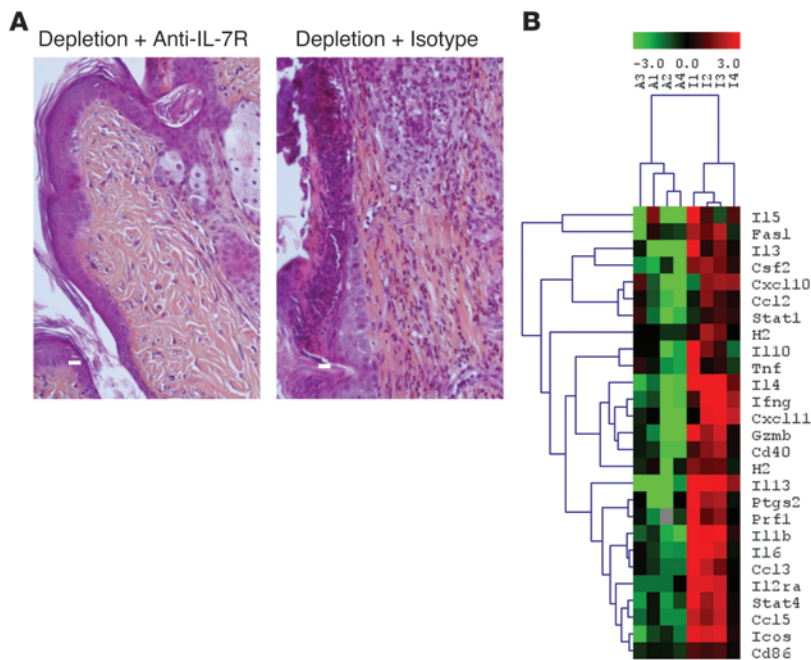 A
Depletion + Anti-IL-7R
Depletion + Isotype
B
-3.0 0.0 3.0
A3 A1 A2 A4 I1 I2 I3 I4
Il5
Fasl
Il3
Csf2
Cxcl10
Ccl2
Stat1
H2
Il10
Tnf
Il4
Ifng
Cxcl11
Gzmb
Cd40
H2
Il13
Ptgs2
Prf1
Il1b
Il6
Ccl3
Il2ra
Stat4
Ccl5
Icos
Cd86